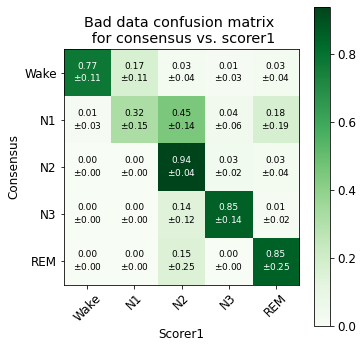 Bad data confusion matrix
for consensus vs. scorer1
Consensus
Wake
0.77 0.17 0.03 0.01 0.03
±0.11 ±0.11 ±0.04 ±0.03 ±0.04
N1
0.01 0.32 0.45 0.04 0.18
±0.03 ±0.15 ±0.14 ±0.06 ±0.19
N2
0.00 0.00 0.94 0.03 0.03
±0.00 ±0.00 ±0.04 ±0.02 ±0.04
N3
0.00 0.00 0.14 0.85 0.01
±0.00 ±0.00 ±0.12 ±0.14 ±0.02
REM
0.00 0.00 0.15 0.00 0.85
±0.00 ±0.00 ±0.25 ±0.00 ±0.25
Wake N1 N2 N3 REM
Scorer1
0.8
0.6
0.4
0.2
0.0